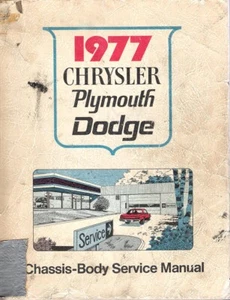 1977
CHRYSLER
Plymouth
Dodge
Service
Chassis-Body Service Manual